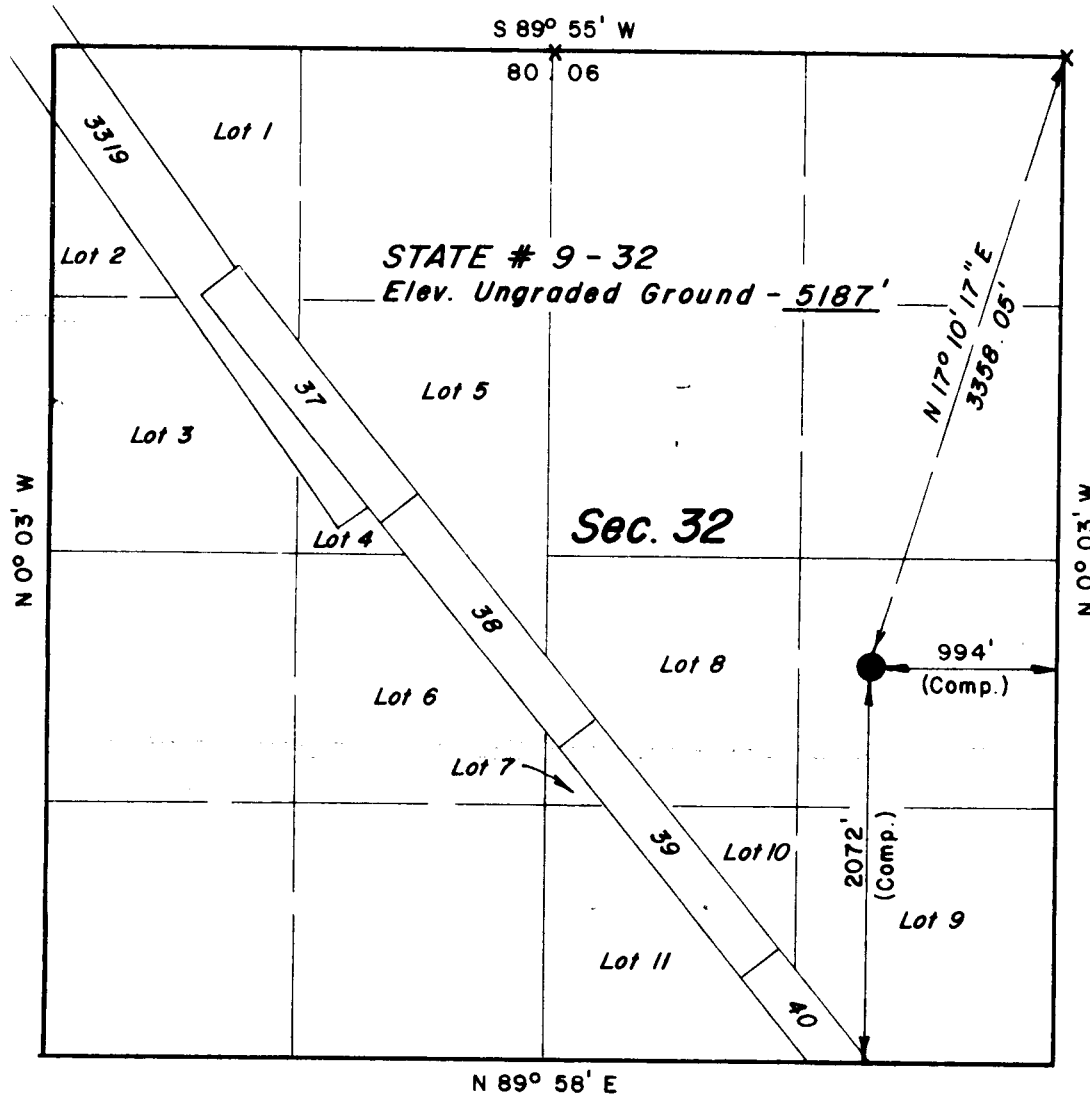 S 89° 55' W
80 06
3319
Lot 1
Lot 2
STATE # 9-32
Elev. Ungraded Ground - 5187'
N 17° 10' 17" E
3358.05'
37
Lot 5
Lot 3
N 0° 03' W
N 0° 03' W
Sec. 32
Lot 4
38
Lot 8
994'
(Comp.)
Lot 6
Lot 7
39
Lot 10
2072'
(Comp.)
Lot 9
Lot 11
40
N 89° 58' E